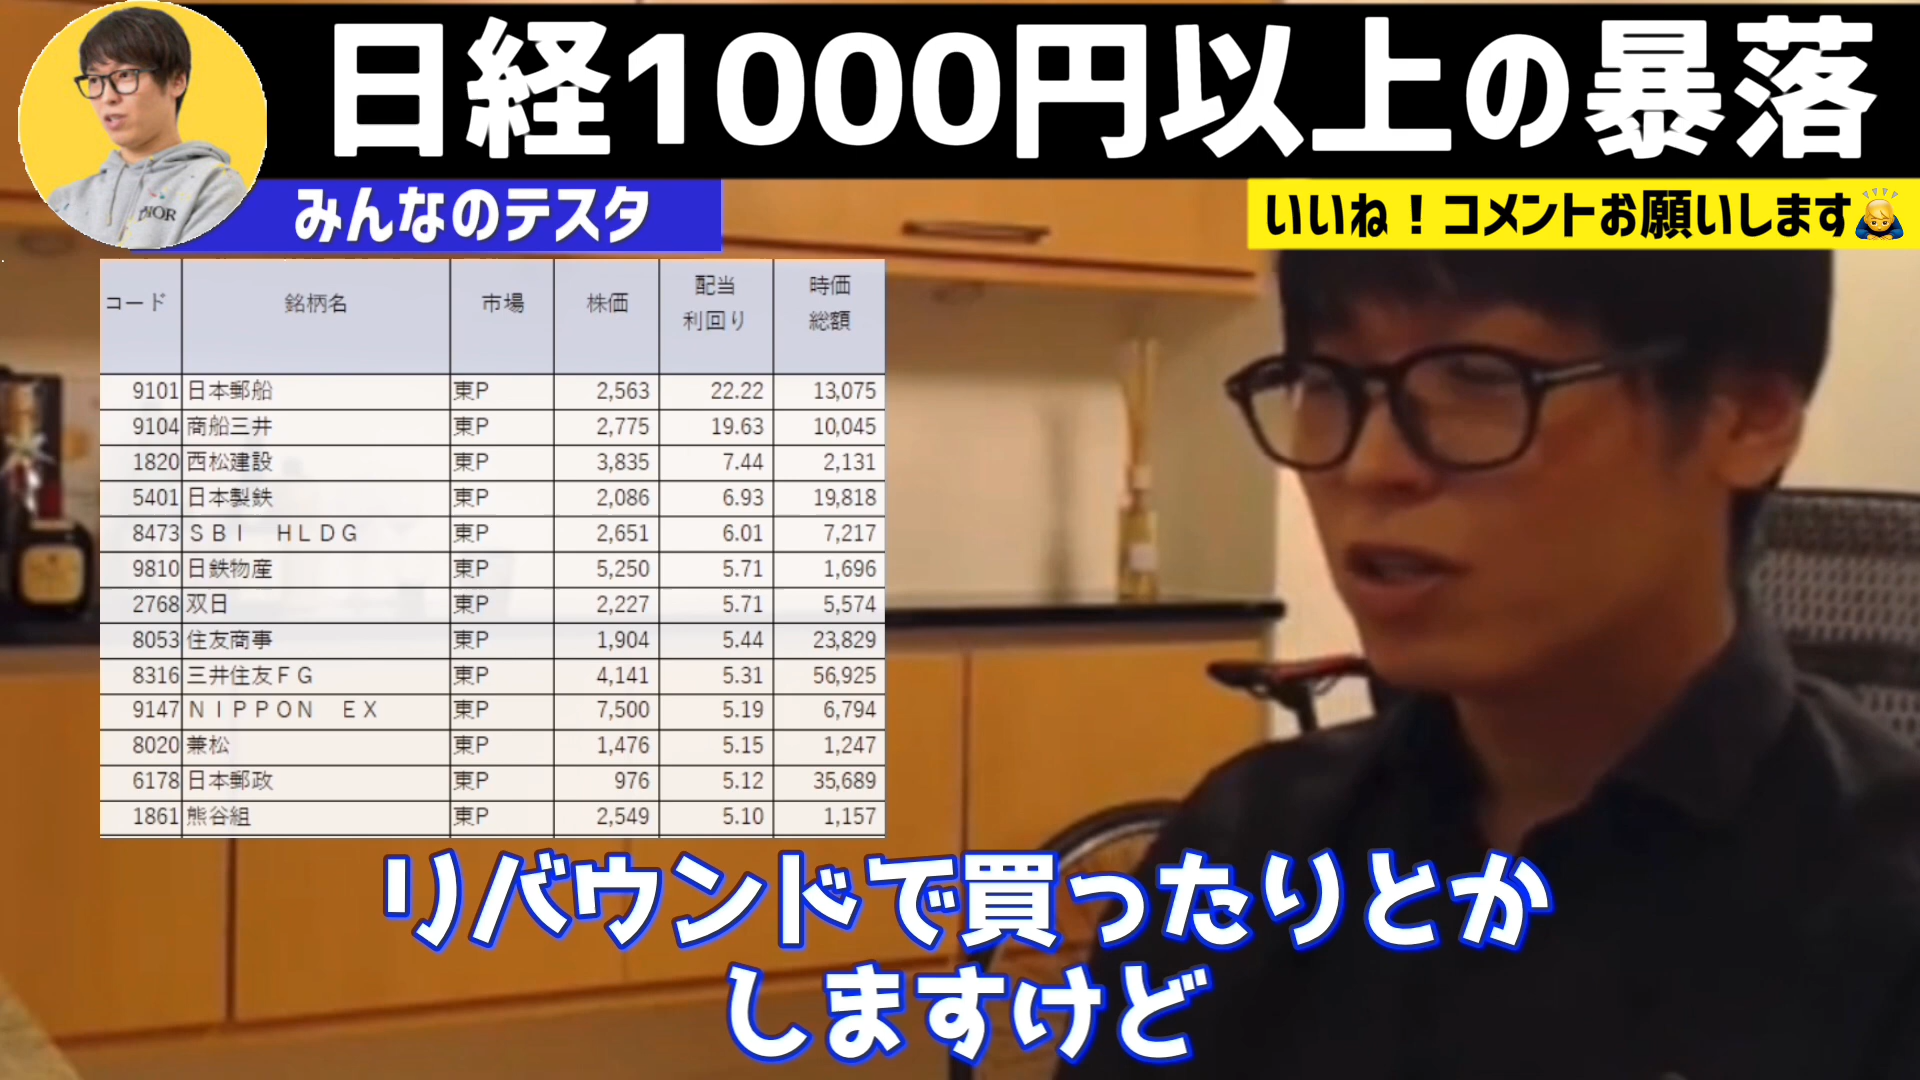 日経1000円以上の暴落
みんなのテスタ
いいね！コメントお願いします
コード 銘柄名 市場 株価 配当利回り 時価総額
9101 日本郵船 東P 2,563 22.22 13,075
9104 商船三井 東P 2,775 19.63 10,045
1820 西松建設 東P 3,835 7.44 2,131
5401 日本製鉄 東P 2,086 6.93 19,818
8473 ＳＢＩ　ＨＬＤＧ 東P 2,651 6.01 7,217
9810 日鉄物産 東P 5,250 5.71 1,696
2768 双日 東P 2,227 5.71 5,574
8053 住友商事 東P 1,904 5.44 23,829
8316 三井住友ＦＧ 東P 4,141 5.31 56,925
9147 ＮＩＰＰＯＮ　ＥＸ 東P 7,500 5.19 6,794
8020 兼松 東P 1,476 5.15 1,247
6178 日本郵政 東P 976 5.12 35,689
1861 熊谷組 東P 2,549 5.10 1,157
リバウンドで買ったりとか
しますけど